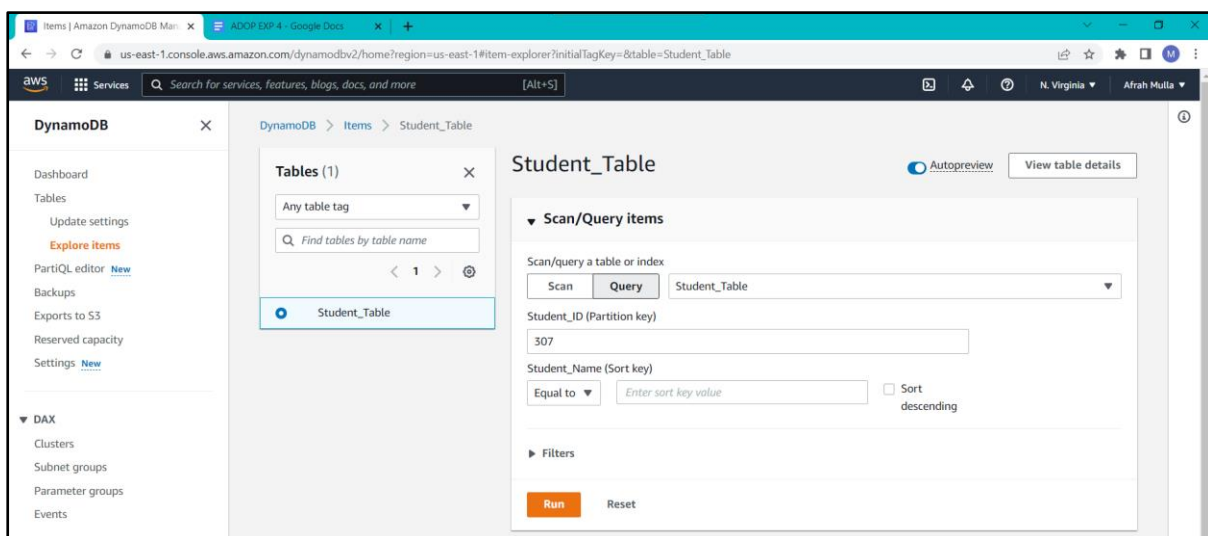 Items | Amazon DynamoDB Man
ADOP EXP 4 - Google Docs
us-east-1.console.aws.amazon.com/dynamodbv2/home?region=us-east-1#item-explorer?initialTagKey=&table=Student_Table
M
aws
Services
Search for services, features, blogs, docs, and more
[Alt+S]
N. Virginia
Afrah Mulla
DynamoDB
Dashboard
Tables
Update settings
Explore items
PartiQL editor New
Backups
Exports to S3
Reserved capacity
Settings New
DAX
Clusters
Subnet groups
Parameter groups
Events
DynamoDB > Items > Student_Table
Tables (1)
Any table tag
Find tables by table name
< 1 >
Student_Table
Student_Table
Autopreview
View table details
Scan/Query items
Scan/query a table or index
Scan
Query
Student_Table
Student_ID (Partition key)
307
Student_Name (Sort key)
Equal to
Enter sort key value
Sort
descending
Filters
Run
Reset